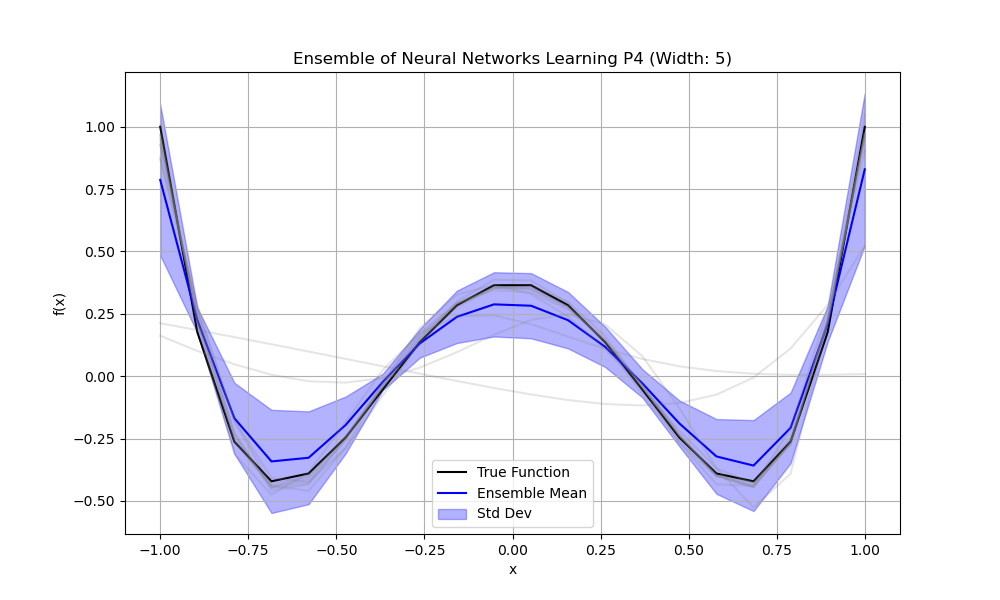 Ensemble of Neural Networks Learning P4 (Width: 5)
1.00
0.75
0.50
0.25
0.00
−0.25
−0.50
f(x)
True Function
Ensemble Mean
Std Dev
−1.00 −0.75 −0.50 −0.25 0.00 0.25 0.50 0.75 1.00
x